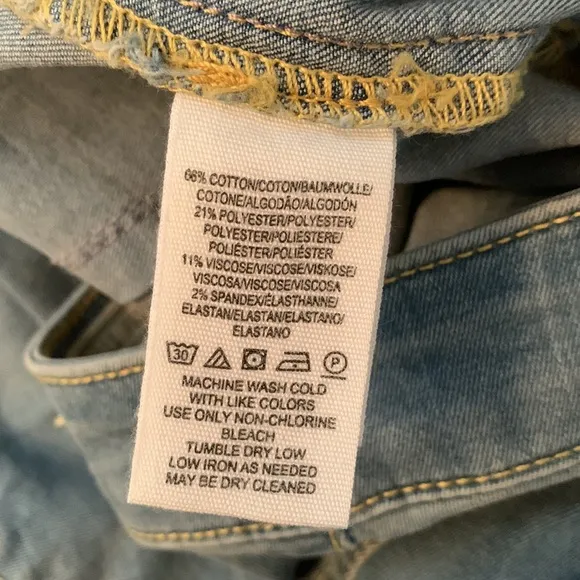 66% COTTON/COTON/BAUMWOLLE/
COTONE/ALGODÃO/ALGODÓN
21% POLYESTER/POLYESTER/
POLYESTER/POLIESTERE/
POLIÉSTER/POLIÉSTER
11% VISCOSE/VISCOSE/VISKOSE/
VISCOSA/VISCOSE/VISCOSA
2% SPANDEX/ÉLASTHANNE/
ELASTAN/ELASTAN/ELASTANO/
ELASTANO
30 P
MACHINE WASH COLD
WITH LIKE COLORS
USE ONLY NON-CHLORINE
BLEACH
TUMBLE DRY LOW
LOW IRON AS NEEDED
MAY BE DRY CLEANED